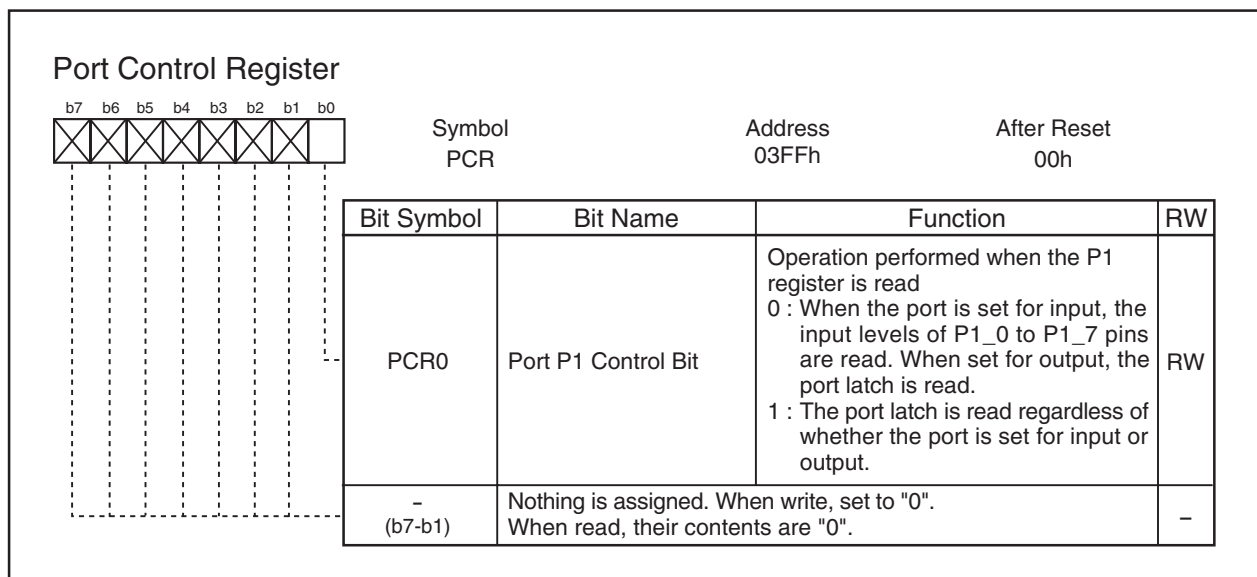 Port Control Register
b7 b6 b5 b4 b3 b2 b1 b0
Symbol Address After Reset
PCR 03FFh 00h
Bit Symbol Bit Name Function RW
Operation performed when the P1
register is read
0 : When the port is set for input, the
input levels of P1_0 to P1_7 pins
are read. When set for output, the
port latch is read.
1 : The port latch is read regardless of
whether the port is set for input or
output.
PCR0 Port P1 Control Bit RW
– Nothing is assigned. When write, set to "0".
(b7-b1) When read, their contents are "0". –